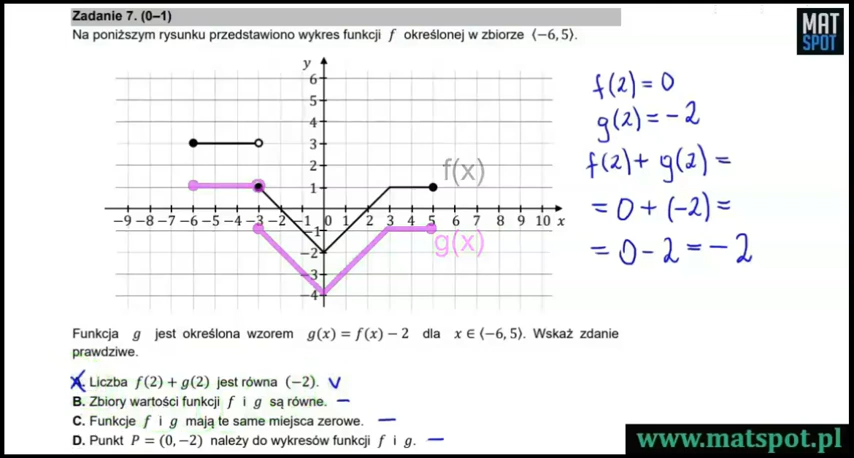 Zadanie 7. (0–1)
Na poniższym rysunku przedstawiono wykres funkcji f określonej w zbiorze ⟨−6, 5⟩.
MAT
SPOT
y
6
5
4
3
2
1
−9 −8 −7 −6 −5 −4 −3 −2 −1 0 1 2 3 4 5 6 7 8 9 10 x
−1
−2
−3
−4
f(x)
g(x)
f(2) = 0
g(2) = −2
f(2) + g(2) =
= 0 + (−2) =
= 0 − 2 = −2
Funkcja g jest określona wzorem g(x) = f(x) − 2 dla x ∈ ⟨−6, 5⟩. Wskaż zdanie
prawdziwe.
A. Liczba f(2) + g(2) jest równa (−2). v
B. Zbiory wartości funkcji f i g są równe. –
C. Funkcje f i g mają te same miejsca zerowe. –
D. Punkt P = (0, −2) należy do wykresów funkcji f i g. –
www.matspot.pl